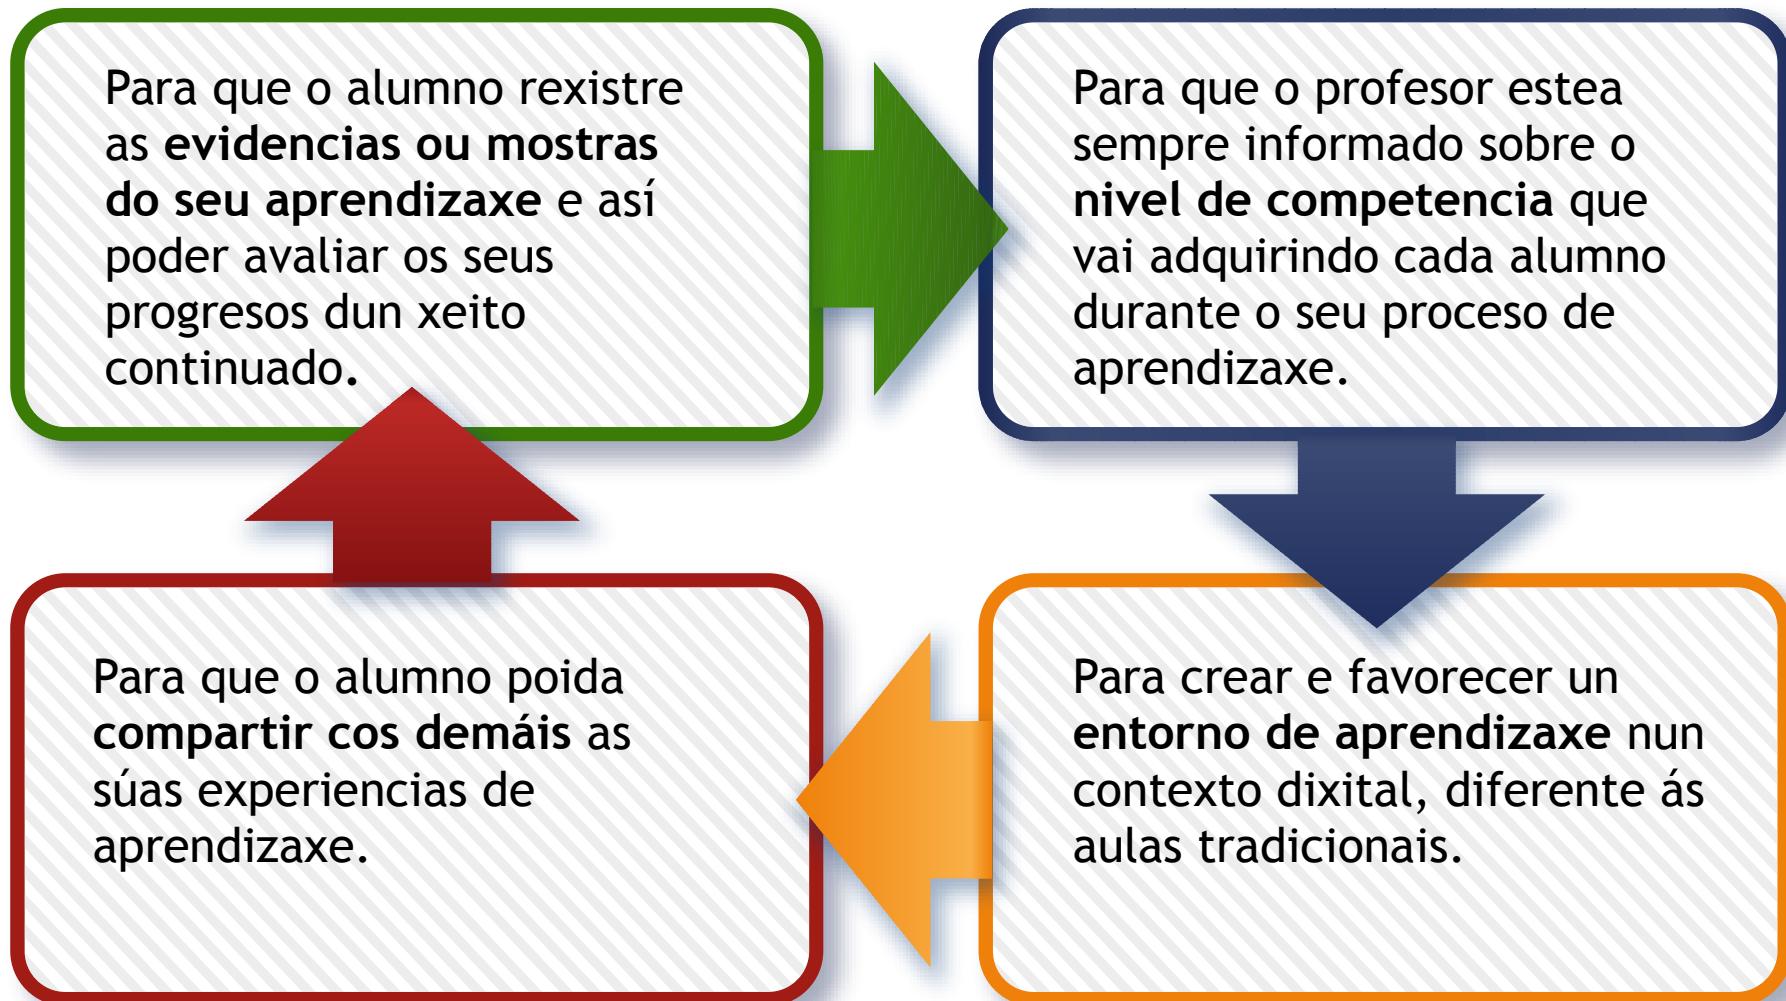 Para que o alumno rexistre
as evidencias ou mostras
do seu aprendizaxe e así
poder avaliar os seus
progresos dun xeito
continuado.
Para que o profesor estea
sempre informado sobre o
nivel de competencia que
vai adquirindo cada alumno
durante o seu proceso de
aprendizaxe.
Para crear e favorecer un
entorno de aprendizaxe nun
contexto dixital, diferente ás
aulas tradicionais.
Para que o alumno poida
compartir cos demáis as
súas experiencias de
aprendizaxe.